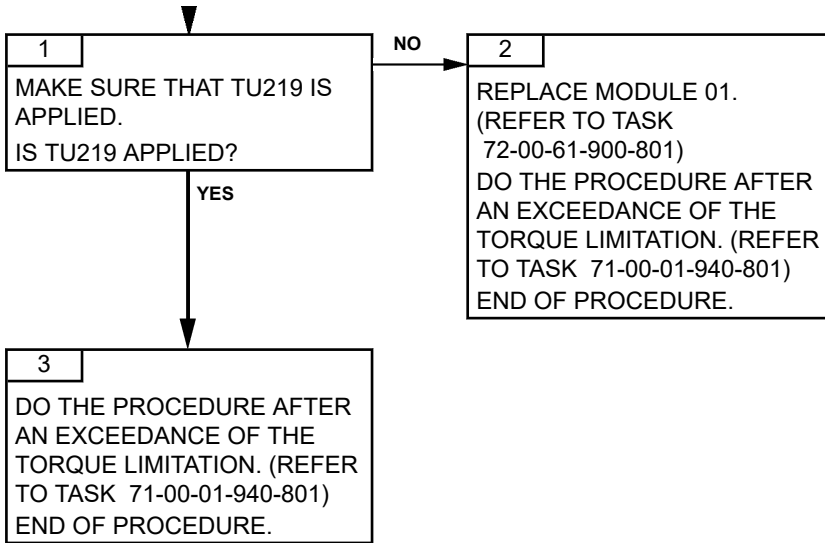 1
MAKE SURE THAT TU219 IS
APPLIED.
IS TU219 APPLIED?
NO
2
REPLACE MODULE 01.
(REFER TO TASK
72-00-61-900-801)
DO THE PROCEDURE AFTER
AN EXCEEDANCE OF THE
TORQUE LIMITATION. (REFER
TO TASK 71-00-01-940-801)
END OF PROCEDURE.
YES
3
DO THE PROCEDURE AFTER
AN EXCEEDANCE OF THE
TORQUE LIMITATION. (REFER
TO TASK 71-00-01-940-801)
END OF PROCEDURE.